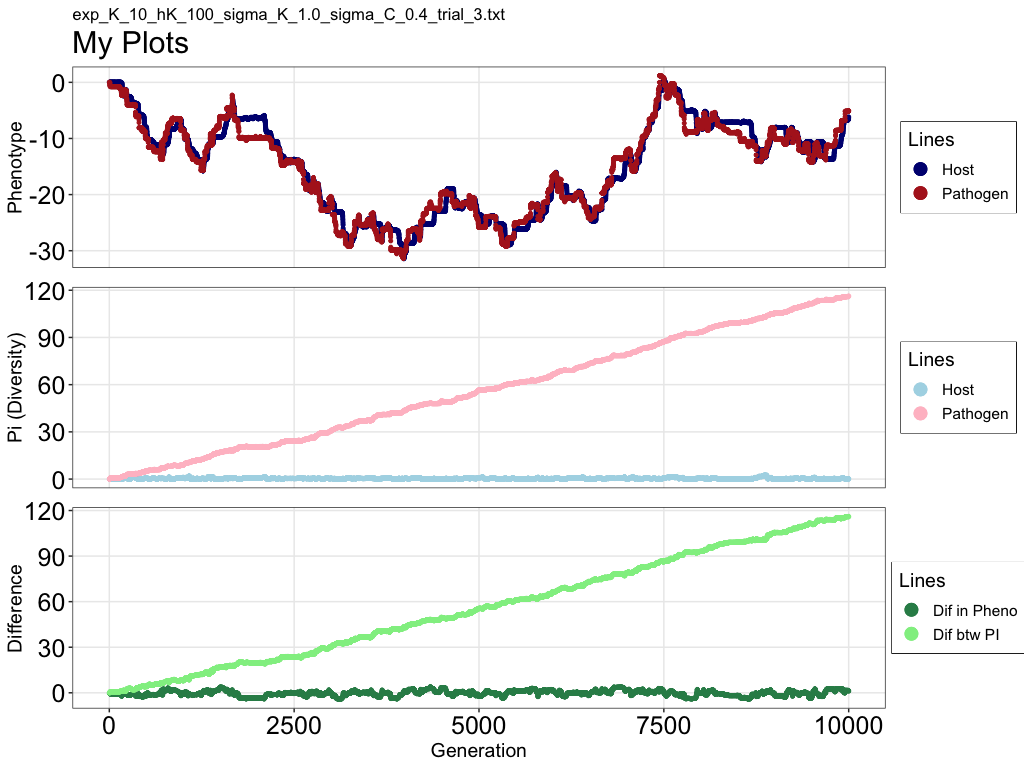 exp_K_10_hK_100_sigma_K_1.0_sigma_C_0.4_trial_3.txt
My Plots
Phenotype
0
-10
-20
-30
Lines
Host
Pathogen
Pi (Diversity)
120
90
60
30
0
Lines
Host
Pathogen
Difference
120
90
60
30
0
Lines
Dif in Pheno
Dif btw PI
0
2500
5000
7500
10000
Generation